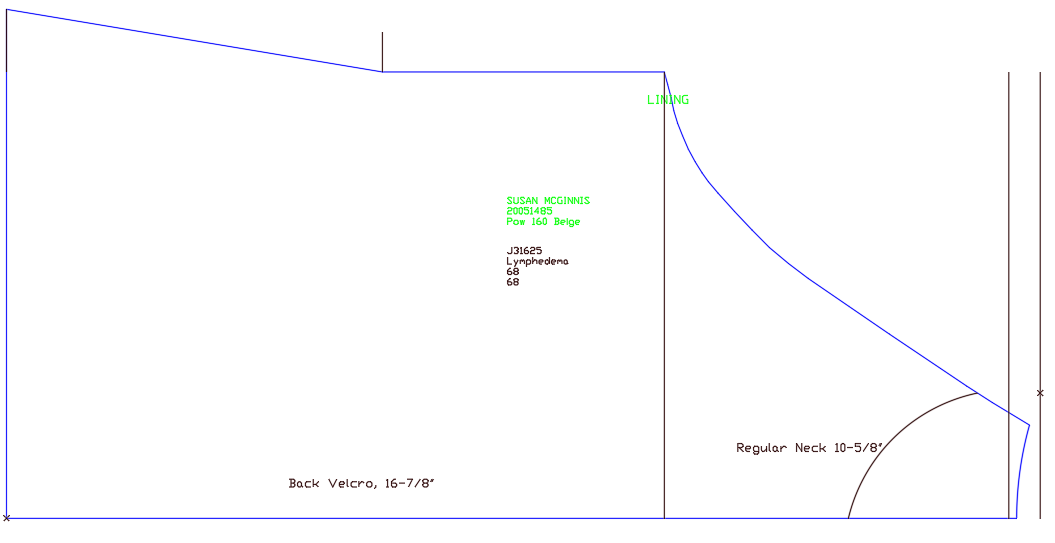 LINING
SUSAN MCGINNIS
20051485
Pow 160 Beige
J31625
Lymphedema
68
68
Regular Neck 10-5/8"
Back Velcro, 16-7/8"